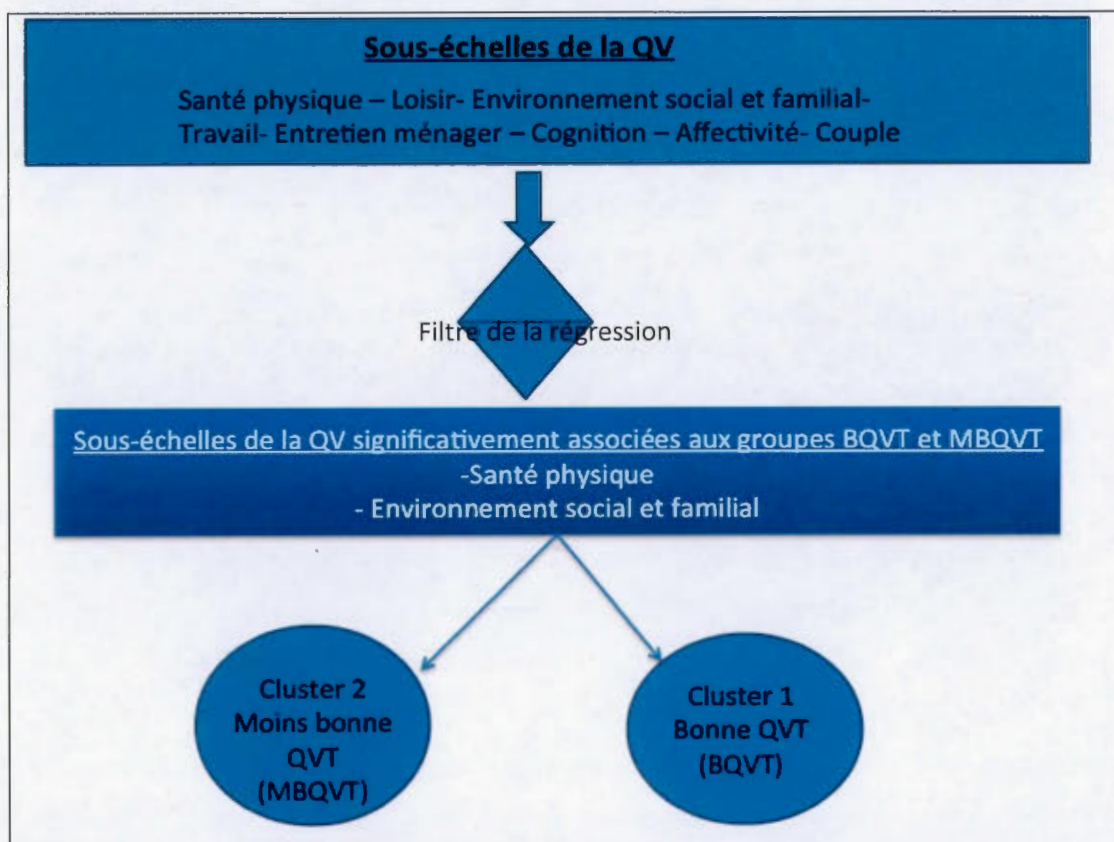 Sous-échelles de la QV
Santé physique – Loisir- Environnement social et familial-
Travail- Entretien ménager – Cognition – Affectivité- Couple
Filtre de la régression
Sous-échelles de la QV significativement associées aux groupes BQVT et MBQVT
-Santé physique
- Environnement social et familial
Cluster 2
Moins bonne
QVT
(MBQVT)
Cluster 1
Bonne QVT
(BQVT)